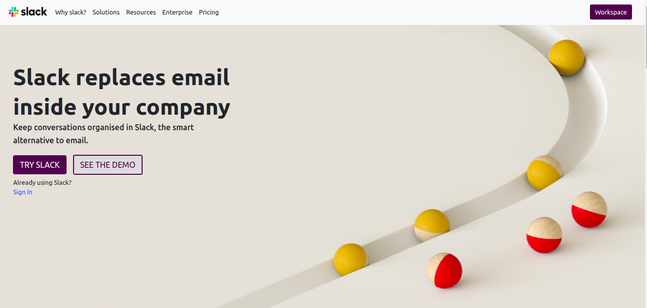 slack
Why slack? Solutions Resources Enterprise Pricing
Workspace
Slack replaces email
inside your company
Keep conversations organised in Slack, the smart
alternative to email.
TRY SLACK SEE THE DEMO
Already using Slack?
Sign In